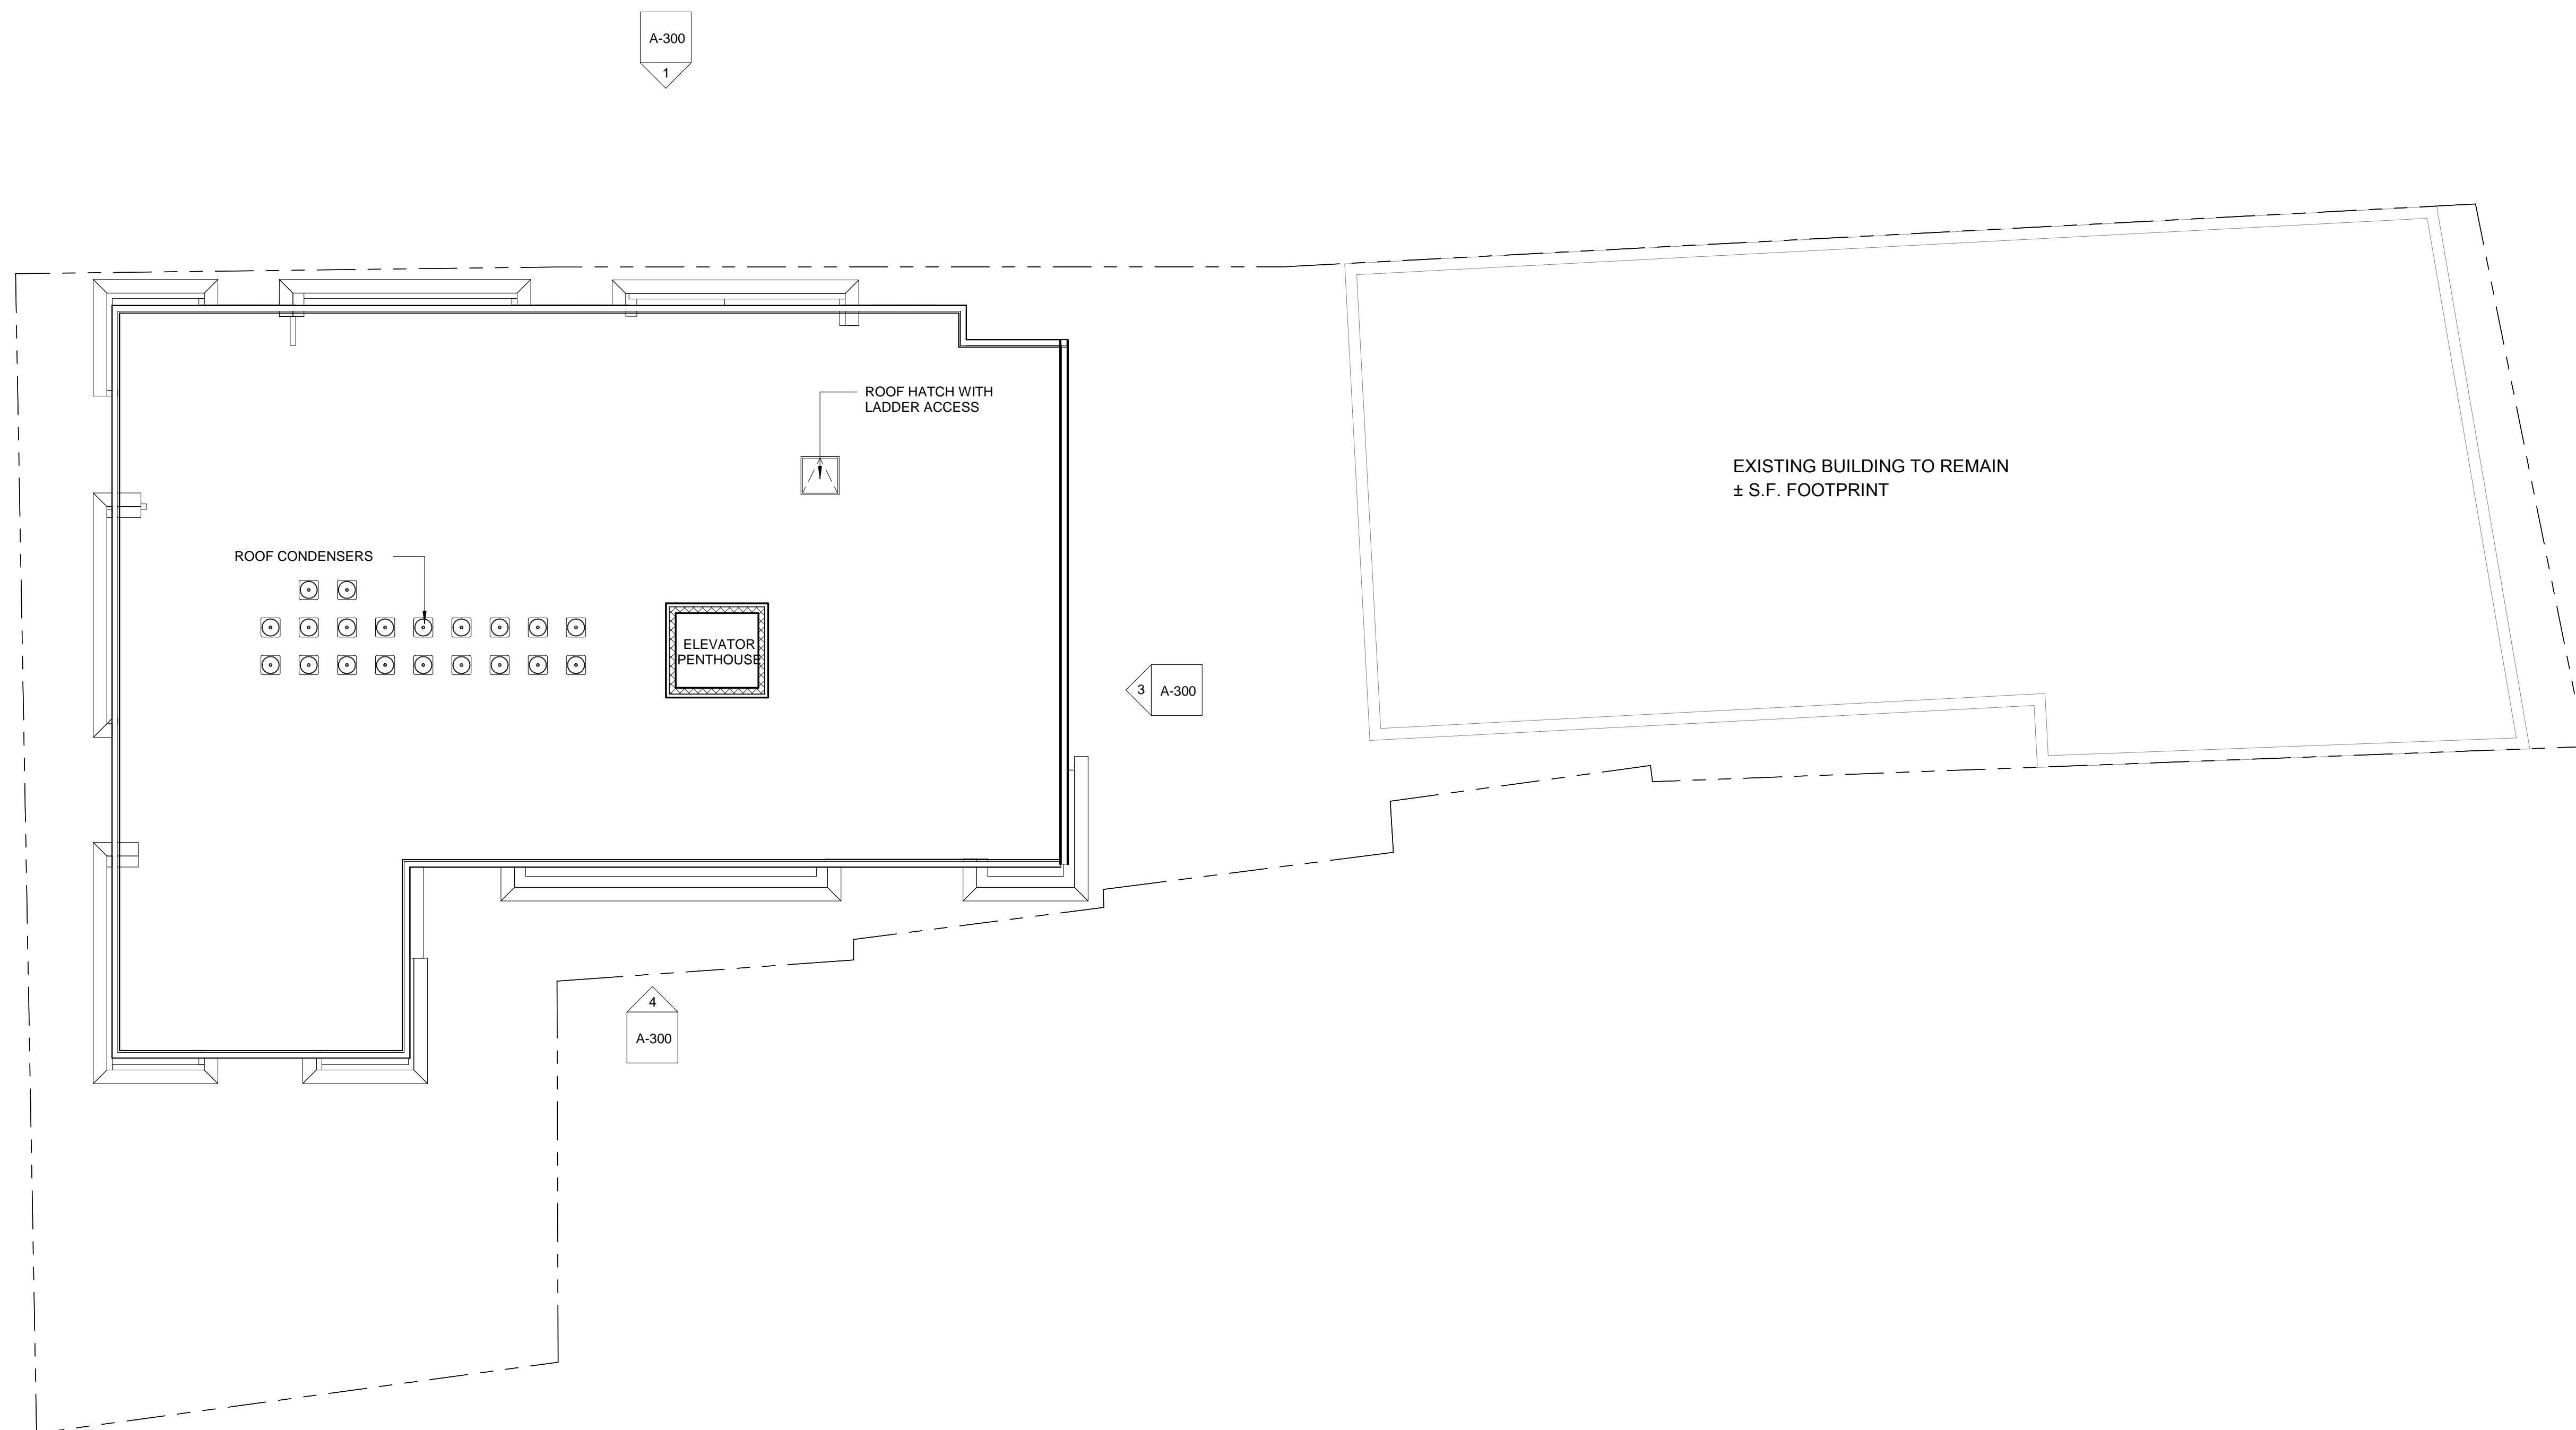 A-300
1
ROOF HATCH WITH
LADDER ACCESS
EXISTING BUILDING TO REMAIN
± S.F. FOOTPRINT
ROOF CONDENSERS
ELEVATOR
PENTHOUSE
3
A-300
4
A-300